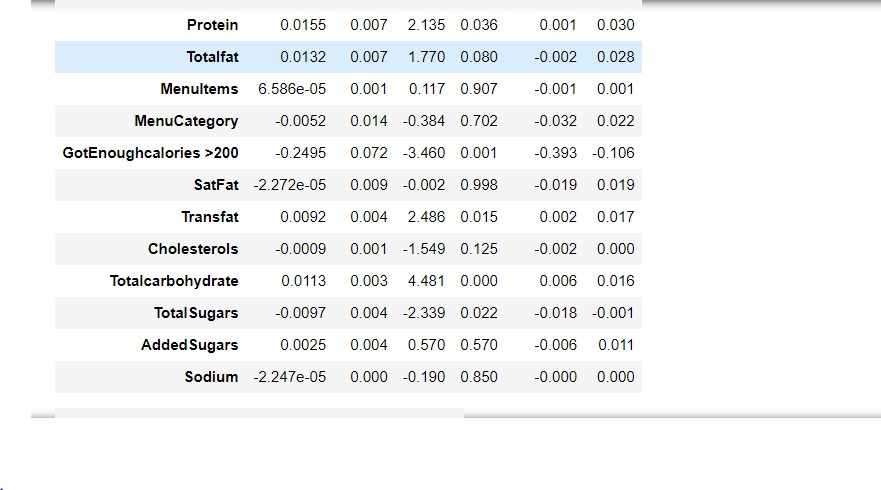 Protein 0.0155 0.007 2.135 0.036 0.001 0.030
Totalfat 0.0132 0.007 1.770 0.080 -0.002 0.028
MenuItems 6.586e-05 0.001 0.117 0.907 -0.001 0.001
MenuCategory -0.0052 0.014 -0.384 0.702 -0.032 0.022
GotEnoughcalories >200 -0.2495 0.072 -3.460 0.001 -0.393 -0.106
SatFat -2.272e-05 0.009 -0.002 0.998 -0.019 0.019
Transfat 0.0092 0.004 2.486 0.015 0.002 0.017
Cholesterols -0.0009 0.001 -1.549 0.125 -0.002 0.000
Totalcarbohydrate 0.0113 0.003 4.481 0.000 0.006 0.016
TotalSugars -0.0097 0.004 -2.339 0.022 -0.018 -0.001
AddedSugars 0.0025 0.004 0.570 0.570 -0.006 0.011
Sodium -2.247e-05 0.000 -0.190 0.850 -0.000 0.000